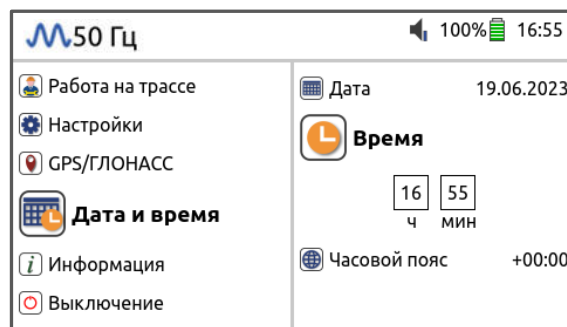 50 Гц
100% 16:55
Работа на трассе
Настройки
GPS/ГЛОНАСС
Дата и время
Информация
Выключение
Дата 19.06.2023
Время
16 55
ч мин
Часовой пояс +00:00